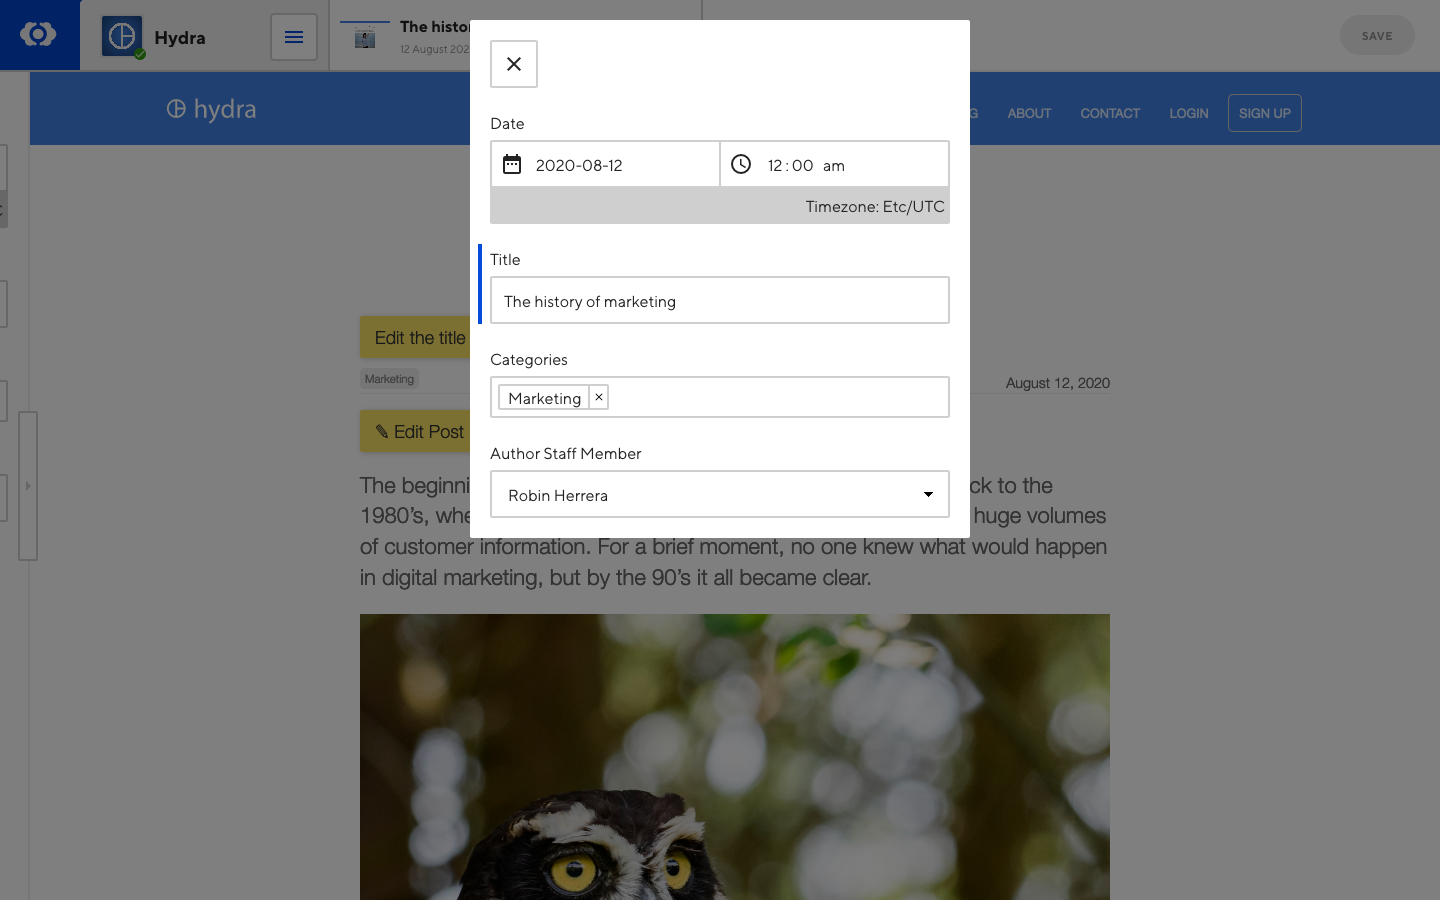 Hydra
The histo
12 August 202
SAVE
hydra
G ABOUT CONTACT LOGIN SIGN UP
×
Date
2020-08-12 12:00 am
Timezone: Etc/UTC
Title
The history of marketing
Categories
Marketing ×
Author Staff Member
Robin Herrera
Edit the title
Marketing
August 12, 2020
✎ Edit Post
The beginni ck to the
1980’s, whe huge volumes
of customer information. For a brief moment, no one knew what would happen
in digital marketing, but by the 90’s it all became clear.